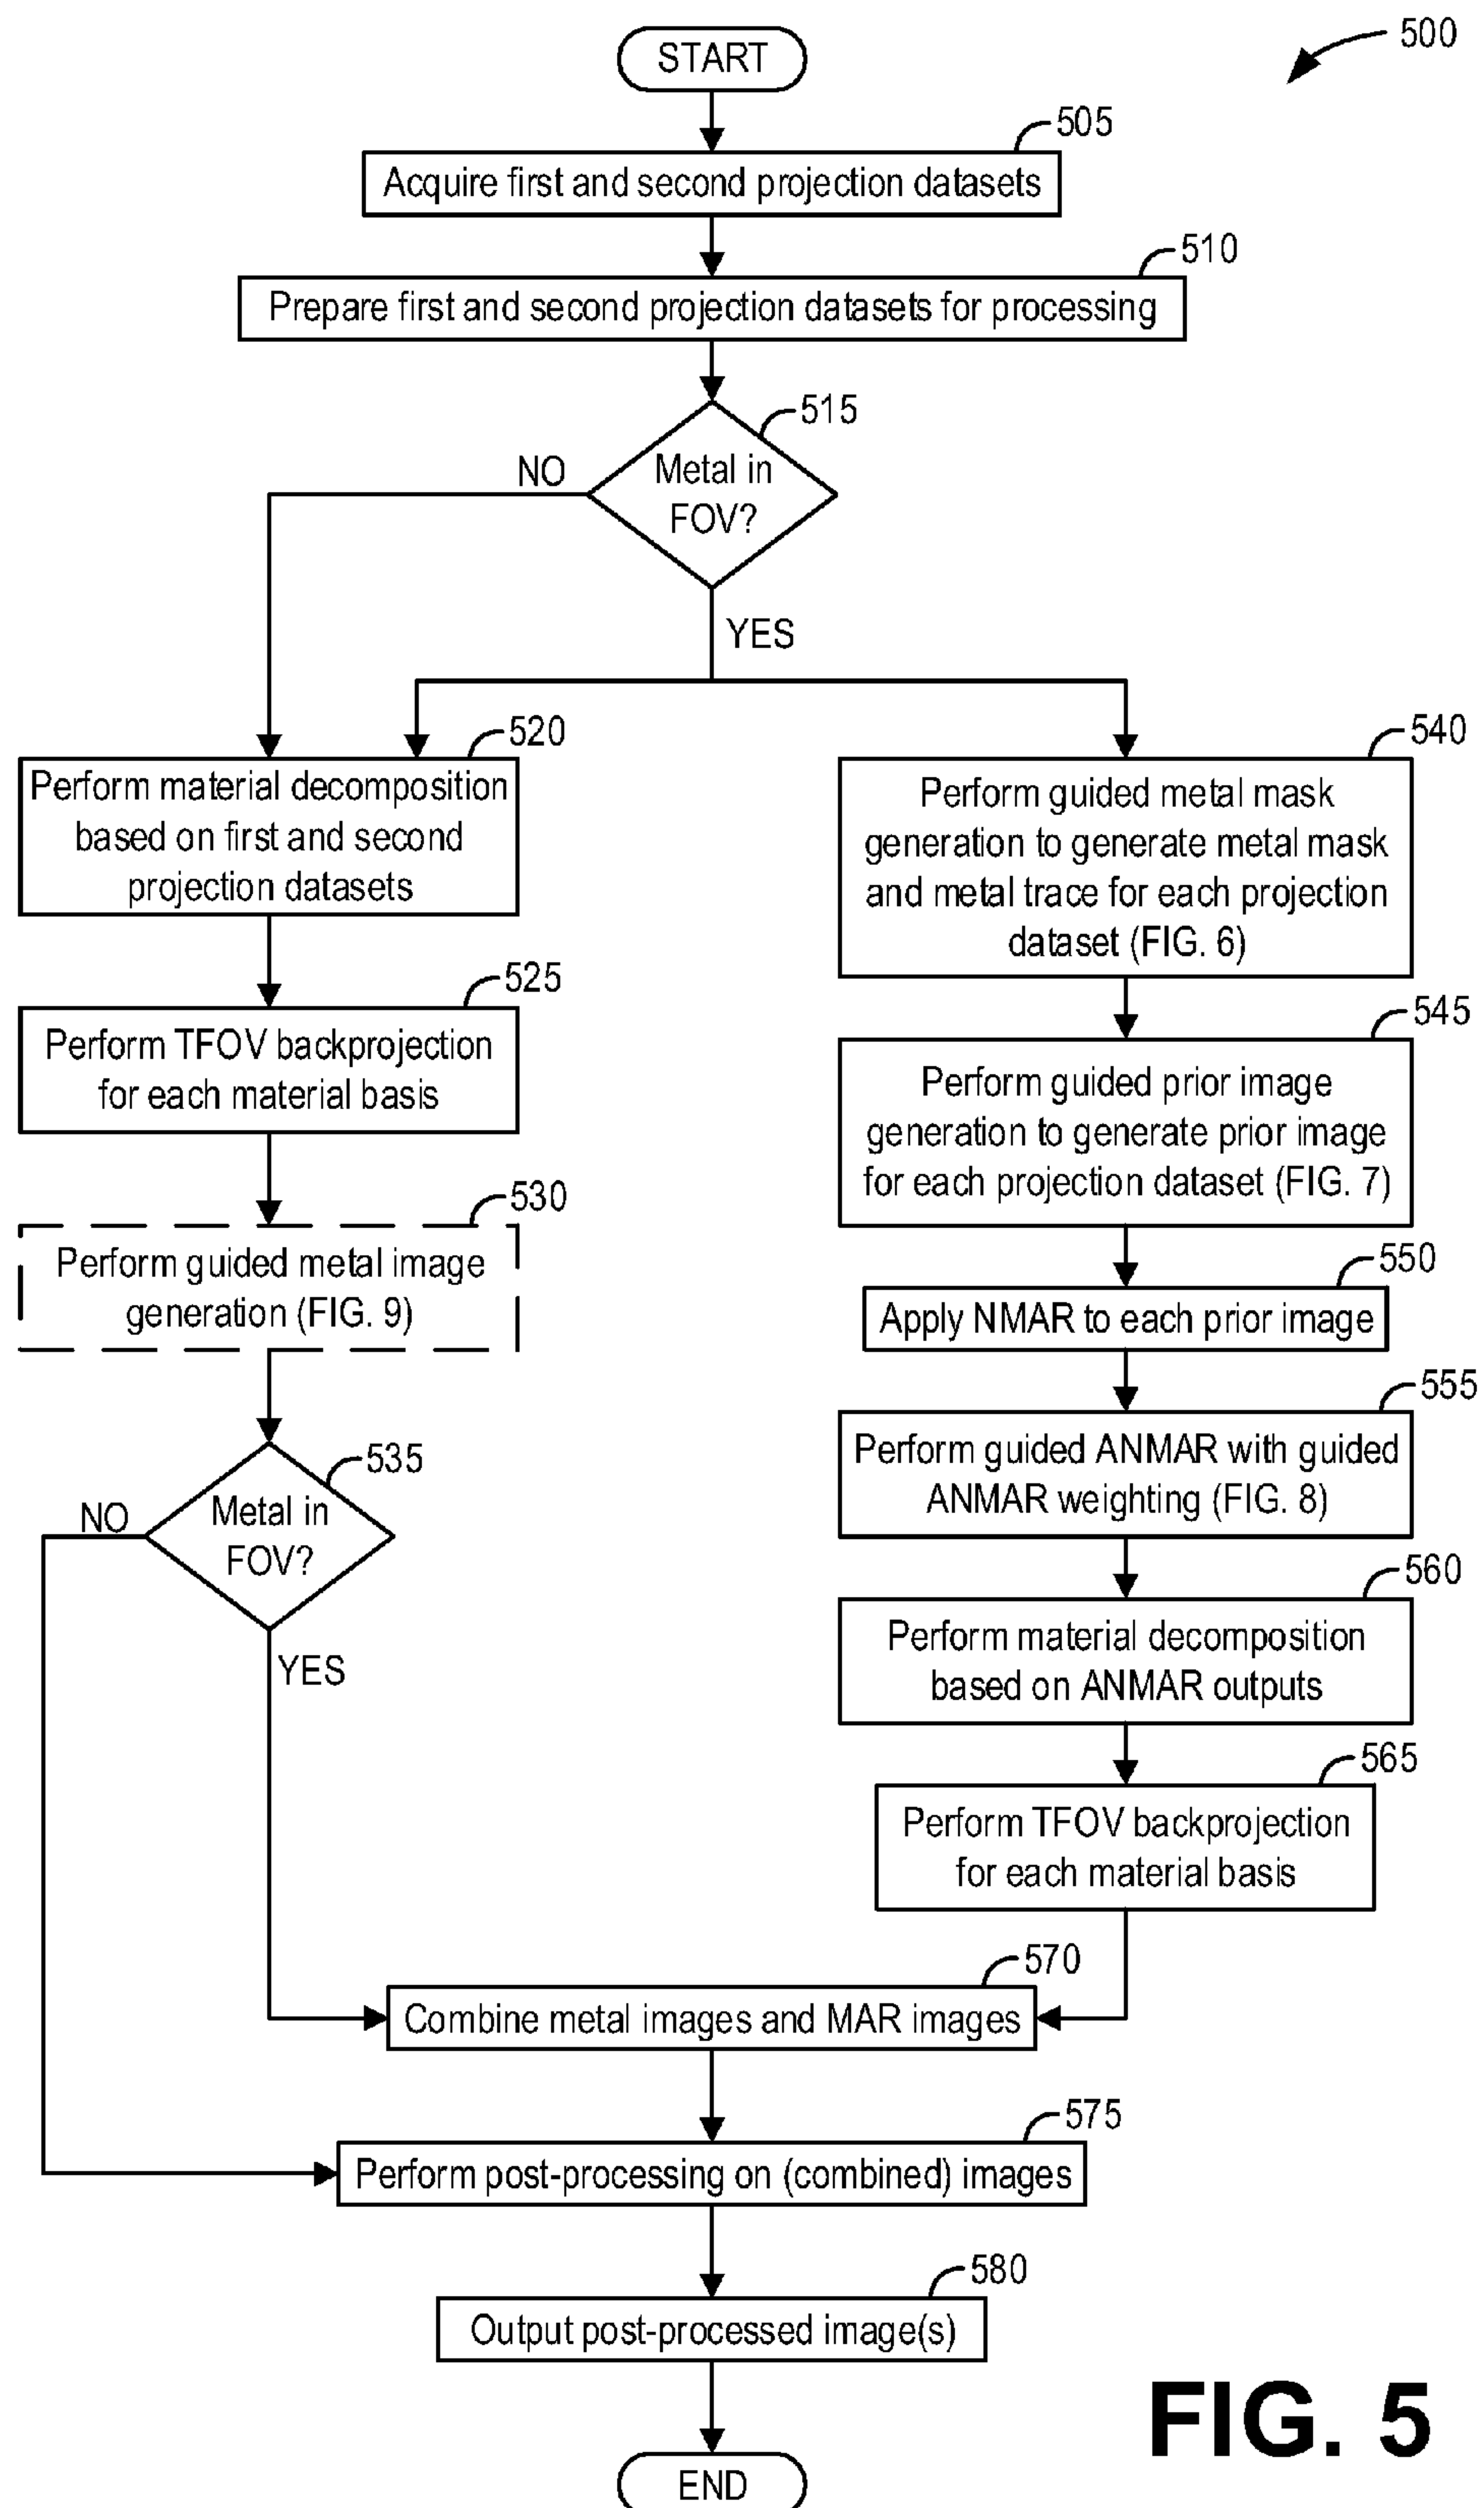 500
START
505
Acquire first and second projection datasets
510
Prepare first and second projection datasets for processing
515
Metal in
FOV?
NO
YES
520
Perform material decomposition
based on first and second
projection datasets
525
Perform TFOV backprojection
for each material basis
530
Perform guided metal image
generation (FIG. 9)
535
Metal in
FOV?
NO
YES
540
Perform guided metal mask
generation to generate metal mask
and metal trace for each projection
dataset (FIG. 6)
545
Perform guided prior image
generation to generate prior image
for each projection dataset (FIG. 7)
550
Apply NMAR to each prior image
555
Perform guided ANMAR with guided
ANMAR weighting (FIG. 8)
560
Perform material decomposition
based on ANMAR outputs
565
Perform TFOV backprojection
for each material basis
570
Combine metal images and MAR images
575
Perform post-processing on (combined) images
580
Output post-processed image(s)
END
FIG. 5